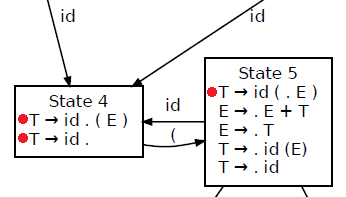 id
id
State 4
T → id . ( E )
T → id .
id
(
State 5
T → id ( . E )
E → . E + T
E → . T
T → . id (E)
T → . id